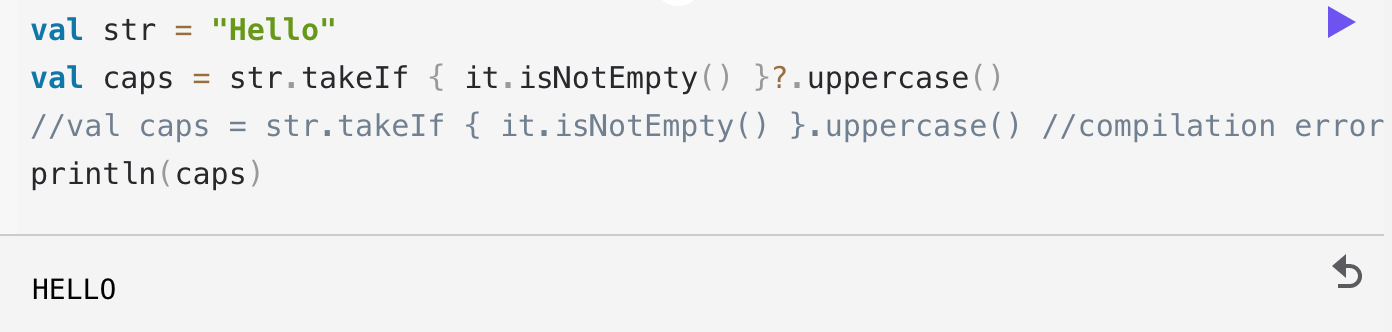 val str = "Hello"
val caps = str.takeIf { it.isNotEmpty() }?.uppercase()
//val caps = str.takeIf { it.isNotEmpty() }.uppercase() //compilation error
println(caps)
HELLO